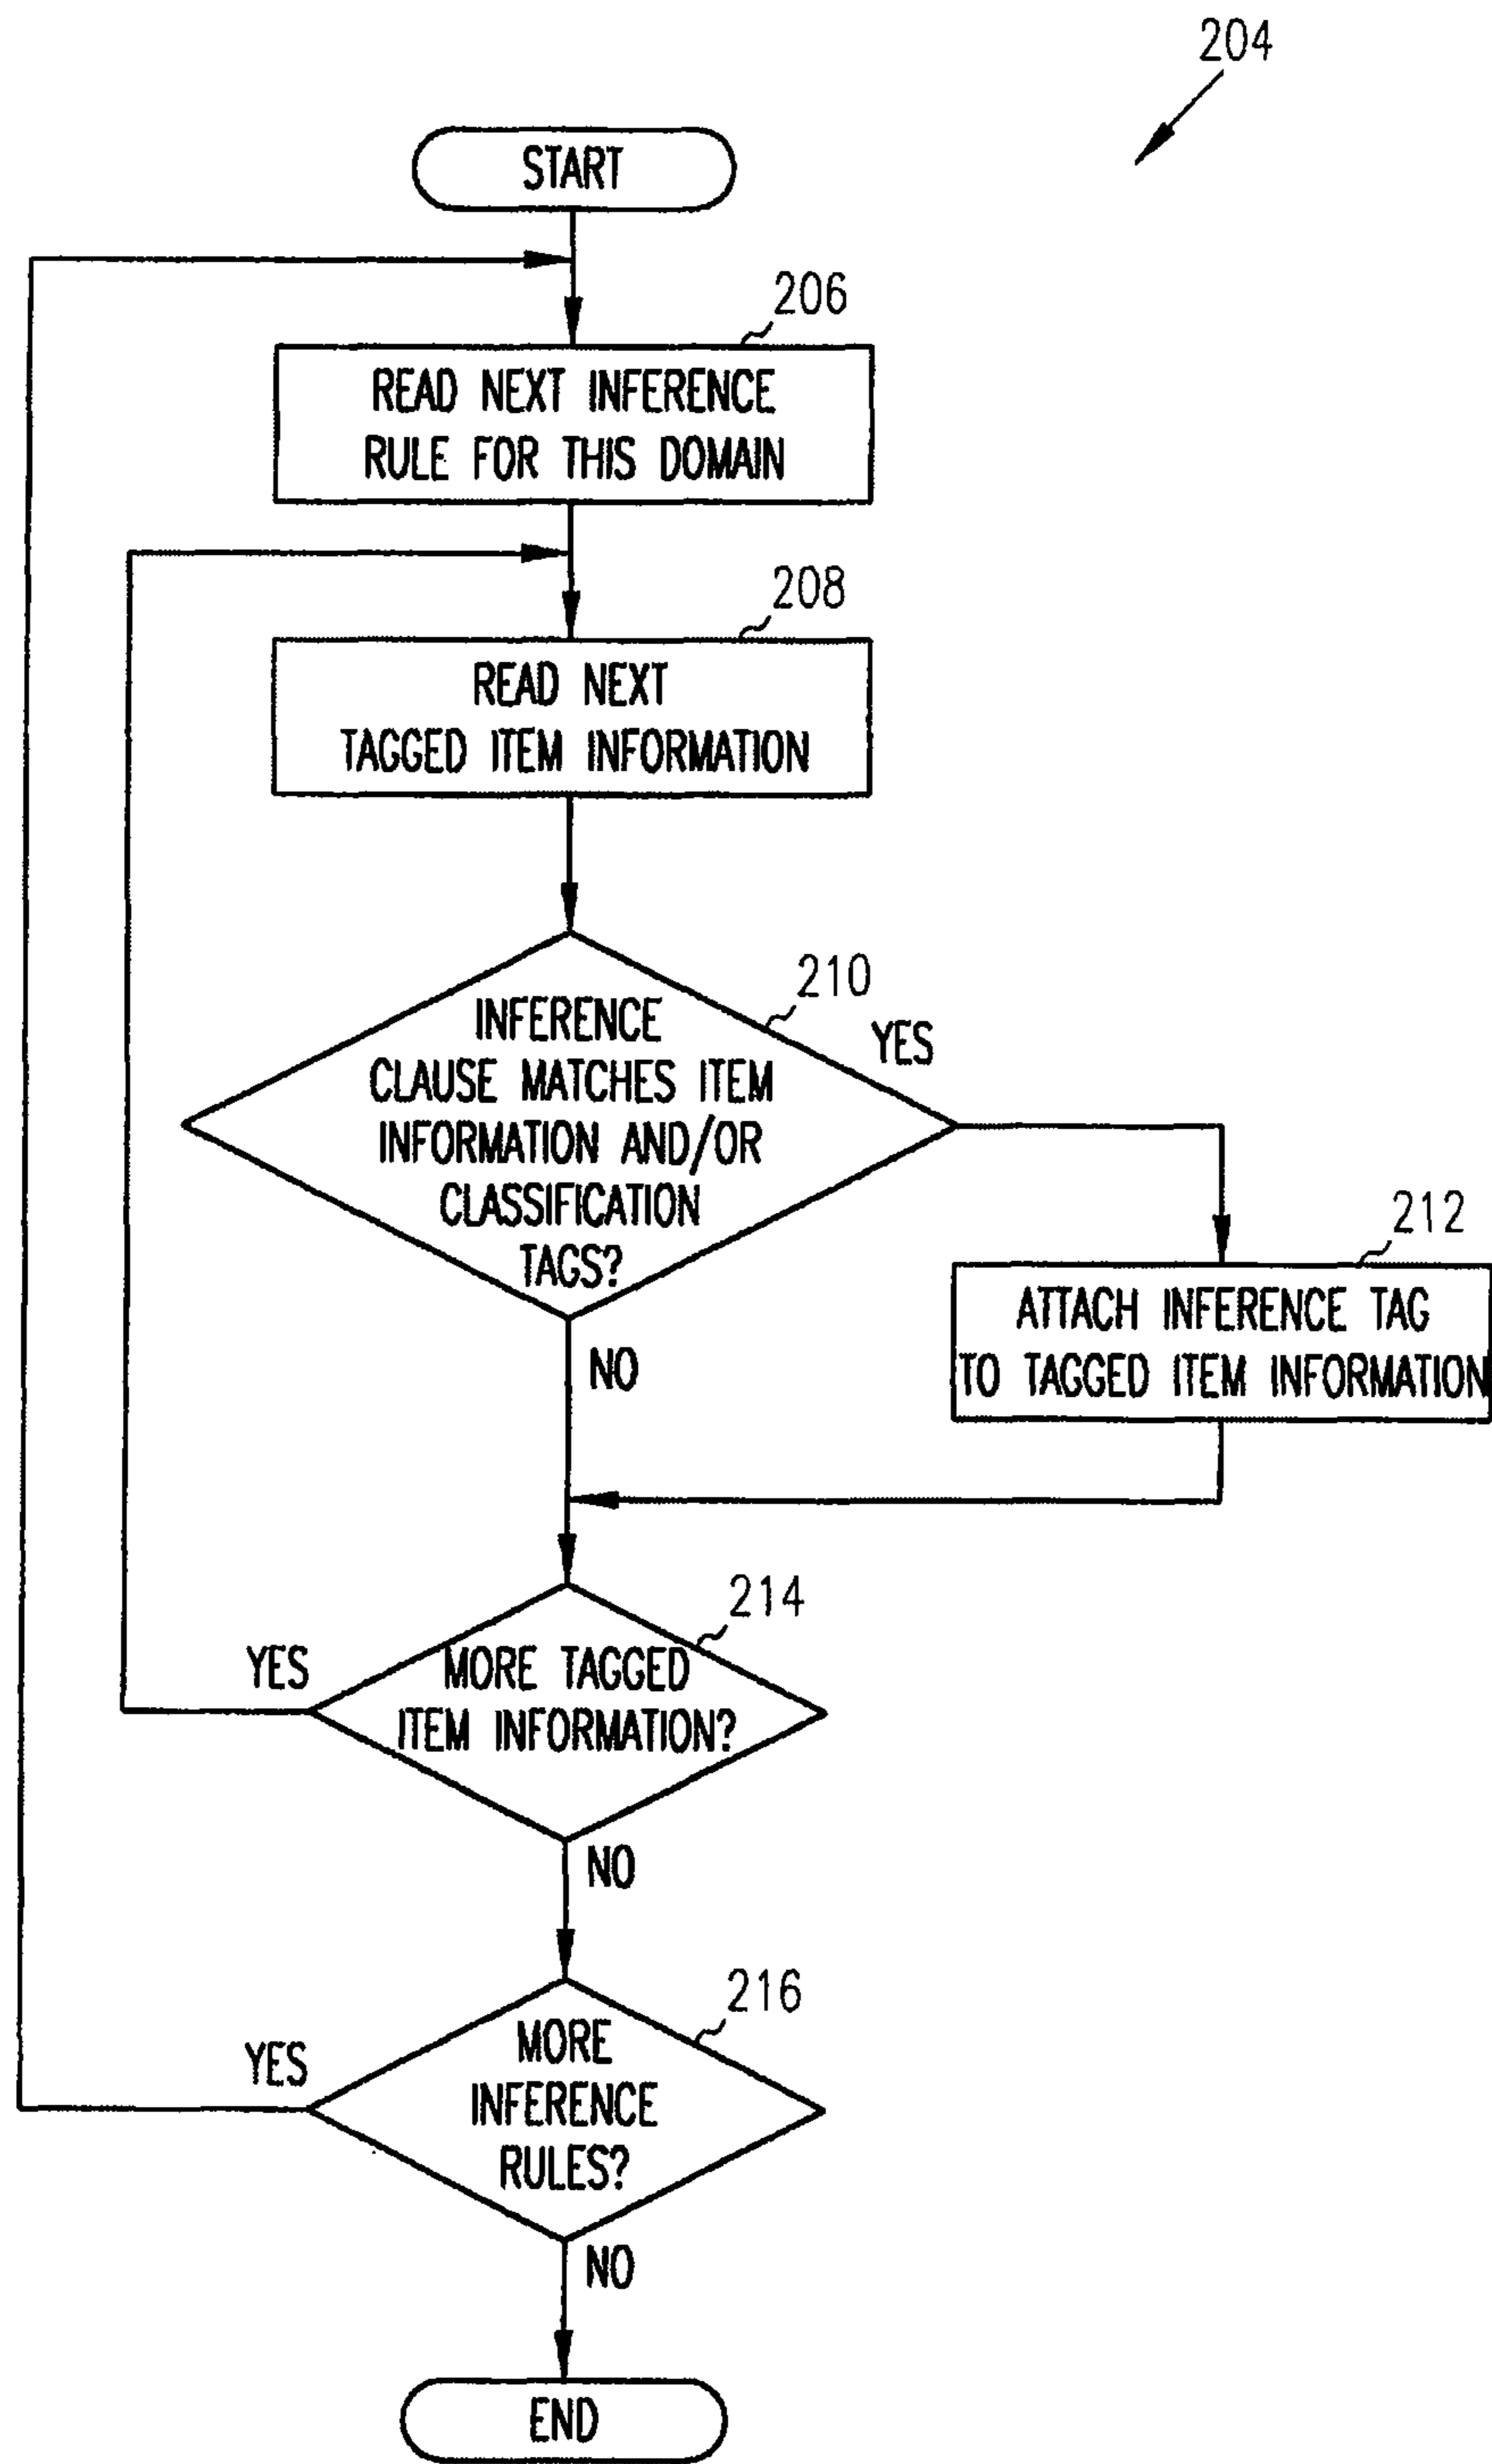 204
START
206
READ NEXT INFERENCE
RULE FOR THIS DOMAIN
208
READ NEXT
TAGGED ITEM INFORMATION
210
INFERENCE
CLAUSE MATCHES ITEM
INFORMATION AND/OR
CLASSIFICATION
TAGS?
YES
NO
212
ATTACH INFERENCE TAG
TO TAGGED ITEM INFORMATION
214
MORE TAGGED
ITEM INFORMATION?
YES
NO
216
MORE
INFERENCE
RULES?
YES
NO
END